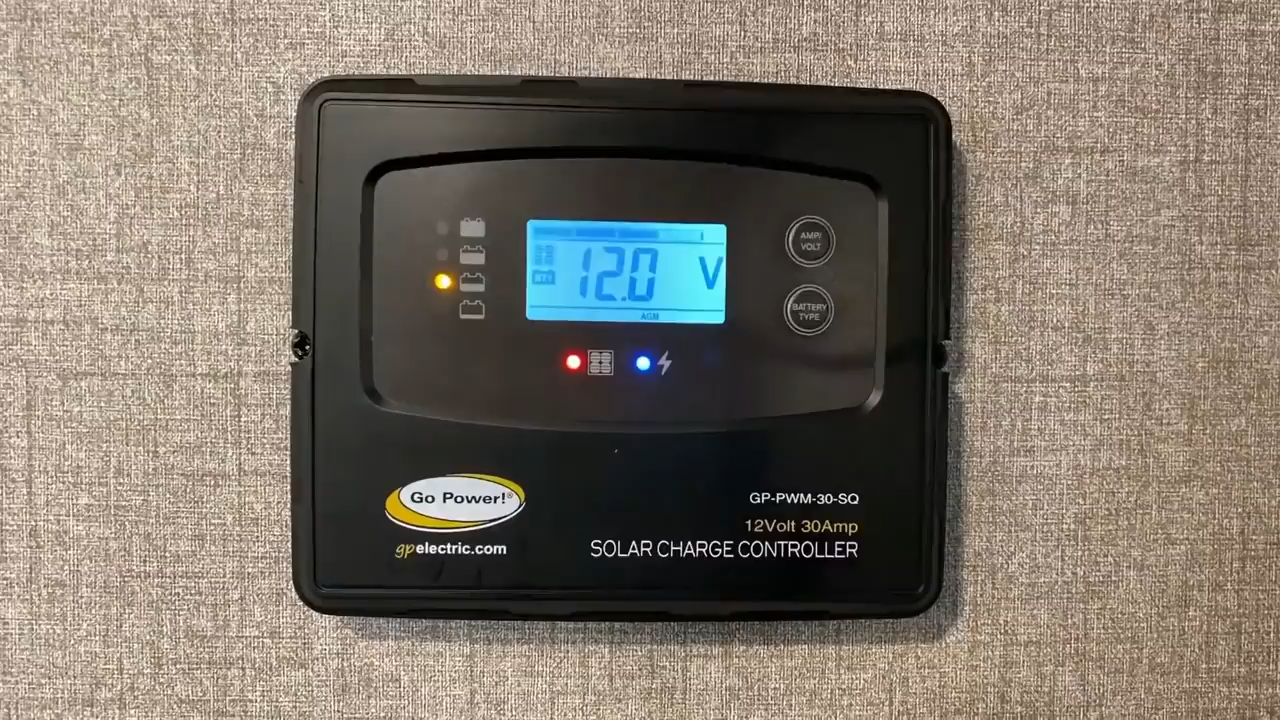 12.0 V
AGM
AMP/
VOLT
BATTERY
TYPE
Go Power!®
gpelectric.com
GP-PWM-30-SQ
12Volt 30Amp
SOLAR CHARGE CONTROLLER